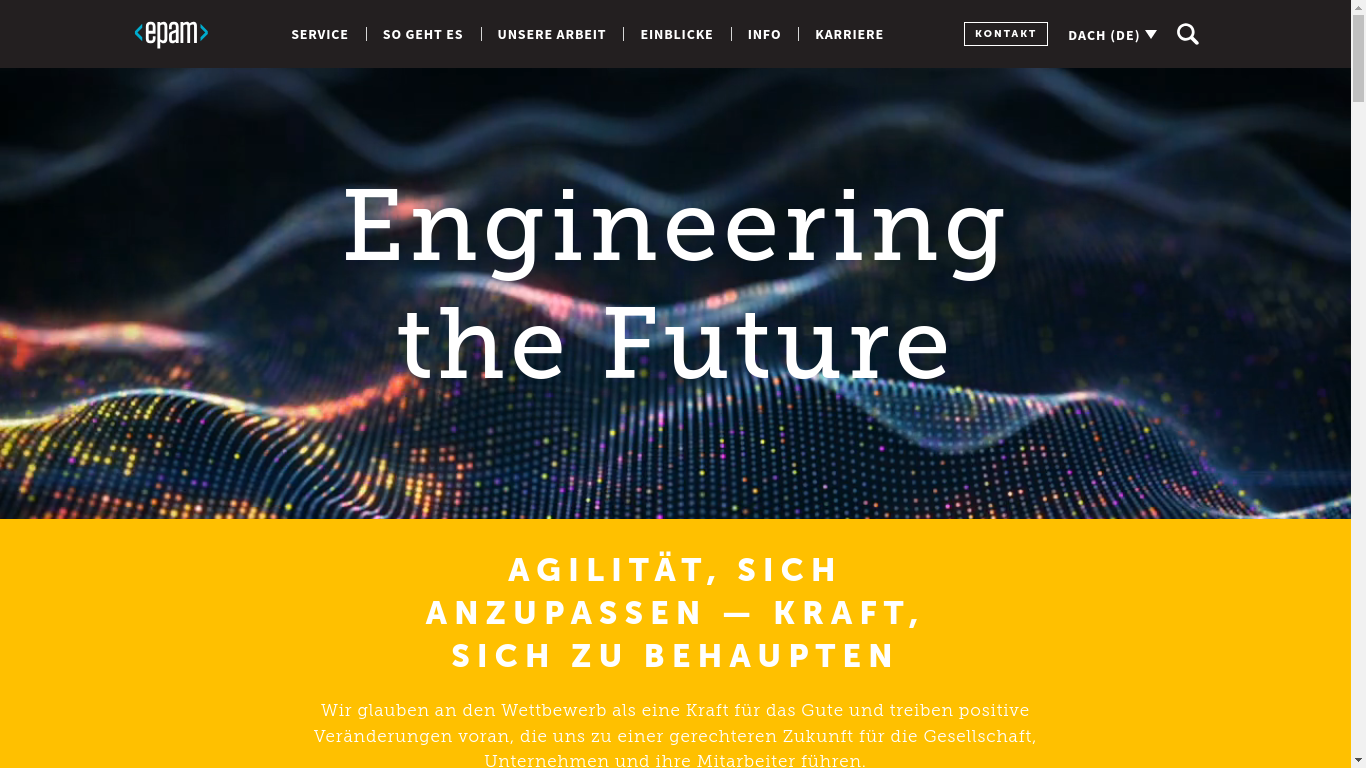 <epam>
SERVICE
SO GEHT ES
UNSERE ARBEIT
EINBLICKE
INFO
KARRIERE
KONTAKT
DACH (DE)
Engineering
the Future
AGILITÄT, SICH
ANZUPASSEN — KRAFT,
SICH ZU BEHAUPTEN
Wir glauben an den Wettbewerb als eine Kraft für das Gute und treiben positive
Veränderungen voran, die uns zu einer gerechteren Zukunft für die Gesellschaft,
Unternehmen und ihre Mitarbeiter führen.